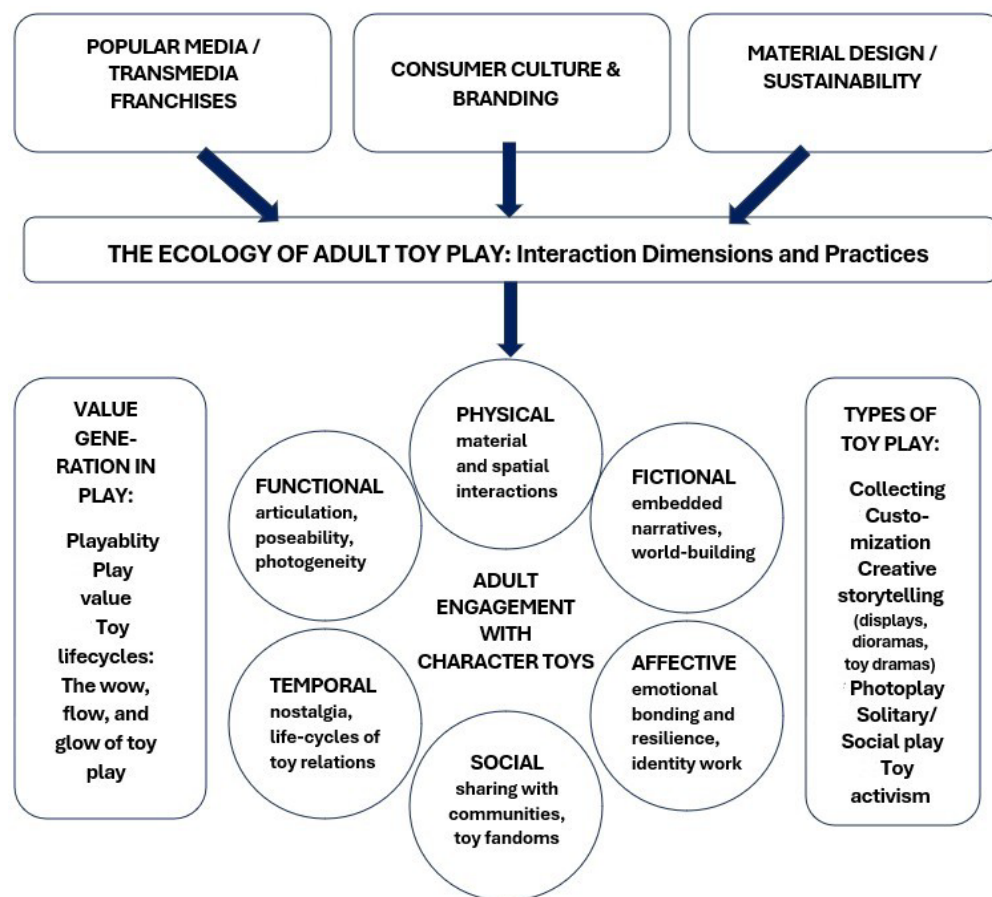 POPULAR MEDIA /
TRANSMEDIA
FRANCHISES
CONSUMER CULTURE &
BRANDING
MATERIAL DESIGN /
SUSTAINABILITY
THE ECOLOGY OF ADULT TOY PLAY: Interaction Dimensions and Practices
VALUE
GENE-
RATION IN
PLAY:
Playablity
Play
value
Toy
lifecycles:
The wow,
flow, and
glow of toy
play
PHYSICAL
material
and spatial
interactions
FUNCTIONAL
articulation,
poseability,
photogeneity
FICTIONAL
embedded
narratives,
world-building
ADULT
ENGAGEMENT
WITH
CHARACTER TOYS
TEMPORAL
nostalgia,
life-cycles of
toy relations
AFFECTIVE
emotional
bonding and
resilience,
identity work
SOCIAL
sharing with
communities,
toy fandoms
TYPES OF
TOY PLAY:
Collecting
Custo-
mization
Creative
storytelling
(displays,
dioramas,
toy dramas)
Photoplay
Solitary/
Social play
Toy
activism